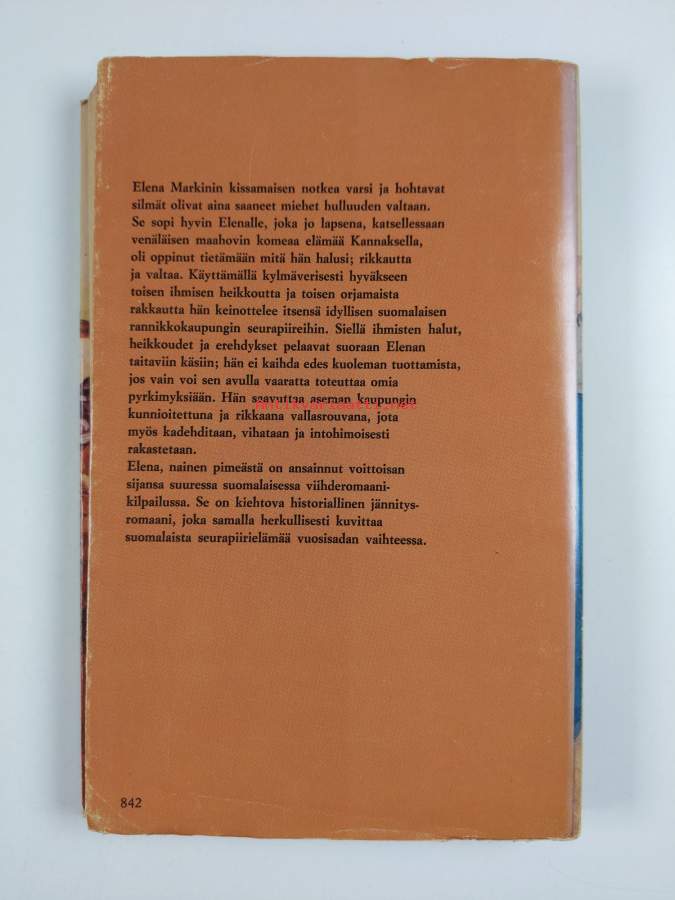 Elena Markinin kissamaisen notkea varsi ja hohtavat
silmät olivat aina saaneet miehet hulluuden valtaan.
Se sopi hyvin Elenalle, joka jo lapsena, katsellessaan
venäläisen maahovin komeaa elämää Kannaksella,
oli oppinut tietämään mitä hän halusi; rikkautta
ja valtaa. Käyttämällä kylmäverisesti hyväkseen
toisen ihmisen heikkoutta ja toisen orjamaista
rakkautta hän keinottelee itsensä idyllisen suomalaisen
rannikkokaupungin seurapiireihin. Siellä ihmisten halut,
heikkoudet ja erehdykset pelaavat suoraan Elenan
taitaviin käsiin; hän ei kaihda edes kuoleman tuottamista,
jos vain voi sen avulla vaaratta toteuttaa omia
pyrkimyksiään. Hän saavuttaa aseman kaupungin
antikvariaatti.net
kunnioitettuna ja rikkaana vallasrouvana, jota
myös kadehditaan, vihataan ja intohimoisesti
rakastetaan.
Elena, nainen pimeästä on ansainnut voittoisan
sijansa suuressa suomalaisessa viihderomaani-
kilpailussa. Se on kiehtova historiallinen jännitys-
romaani, joka samalla herkullisesti kuvittaa
suomalaista seurapiirielämää vuosisadan vaihteessa.
842